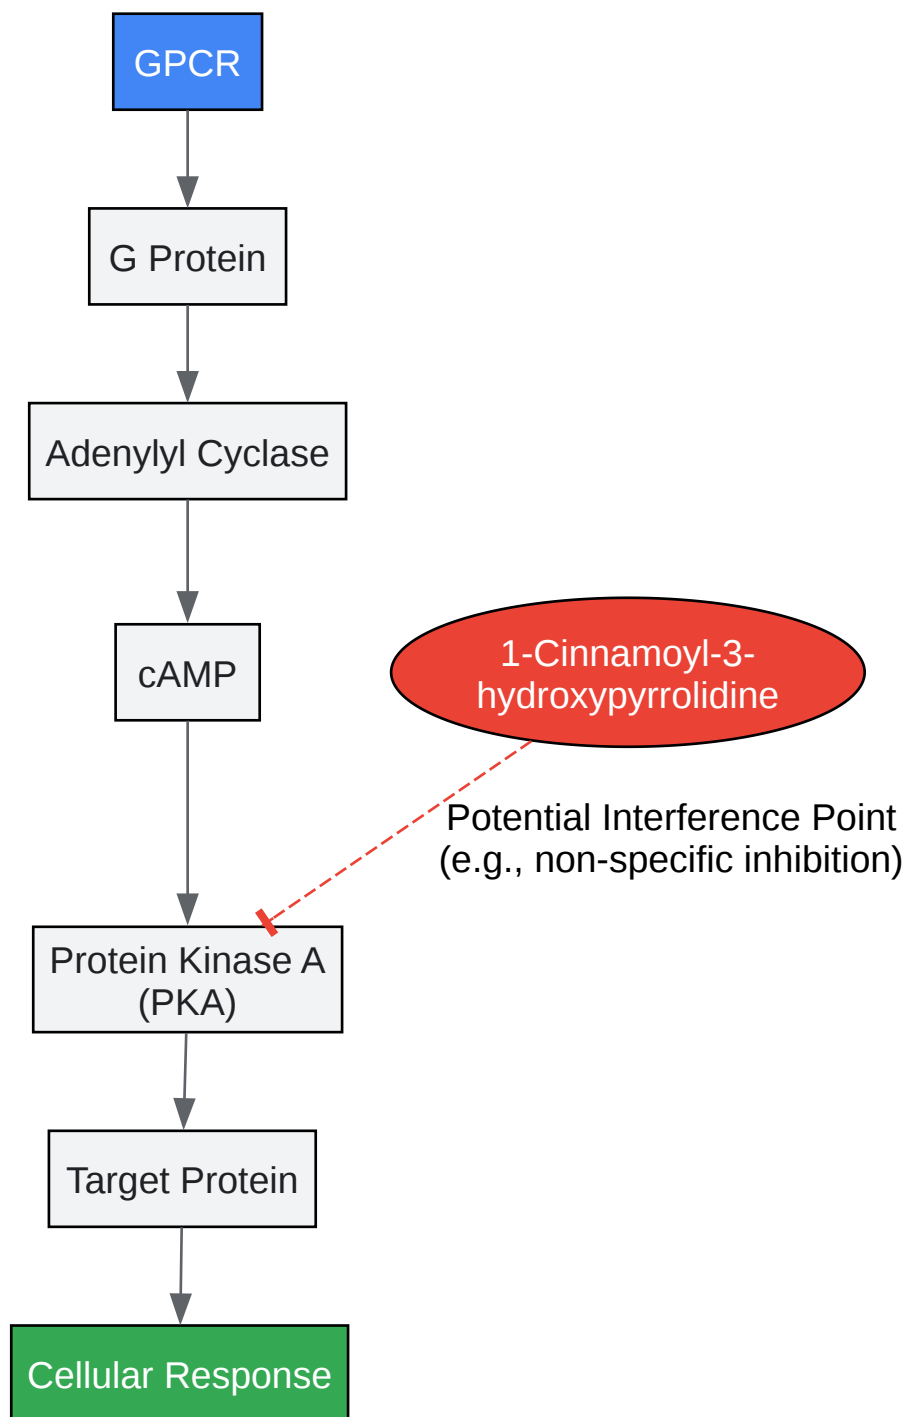 GPCR
G Protein
Adenylyl Cyclase
cAMP
1-Cinnamoyl-3-
hydroxypyrrolidine
Potential Interference Point
(e.g., non-specific inhibition)
Protein Kinase A
(PKA)
Target Protein
Cellular Response